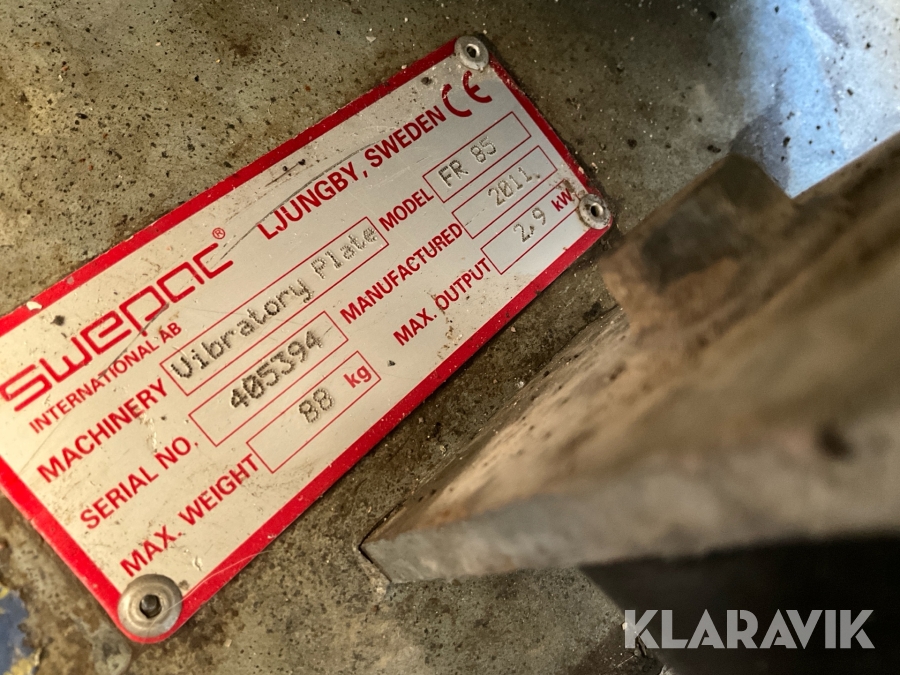 swepac® LJUNGBY, SWEDEN CE
INTERNATIONAL AB
MACHINERY Vibratory Plate MODEL FR 85
SERIAL NO. 405394 MANUFACTURED 2011
MAX. WEIGHT 88 kg MAX. OUTPUT 2,9 kW
KLARAVIK